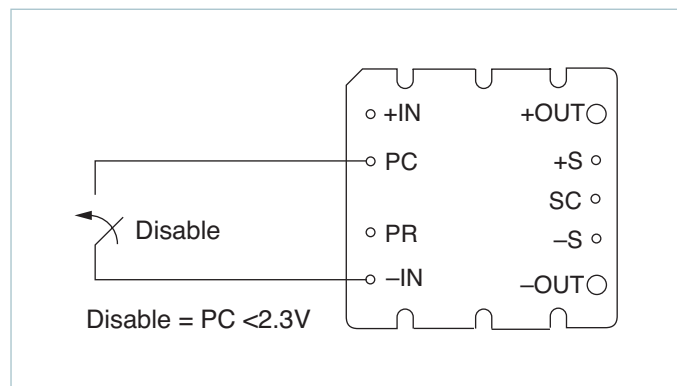 +IN
+OUT
PC
+S
SC
Disable
PR
–S
–IN
–OUT
Disable = PC <2.3V